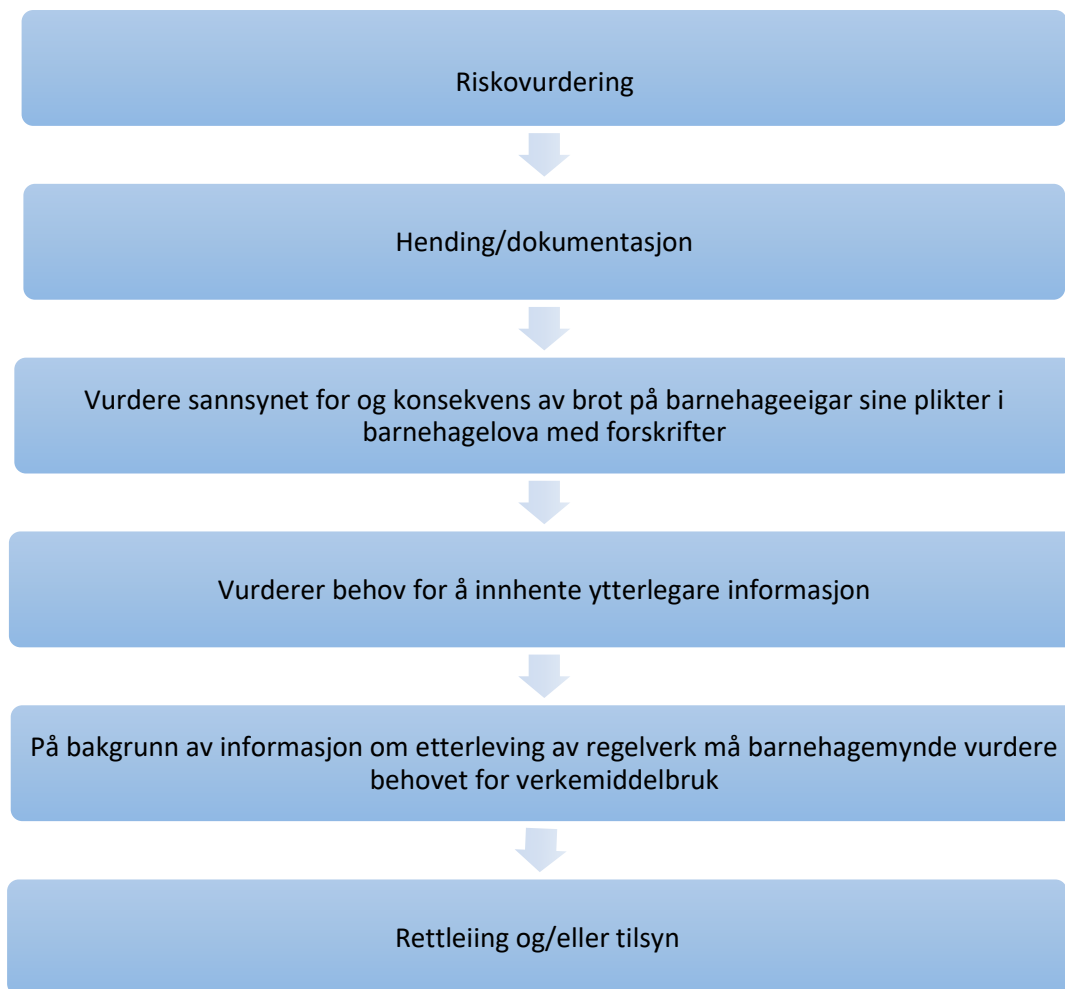 Riskovurdering
Hending/dokumentasjon
Vurdere sannsynet for og konsekvens av brot på barnehageeigar sine plikter i
barnehagelova med forskrifter
Vurderer behov for å innhente ytterlegare informasjon
På bakgrunn av informasjon om etterleving av regelverk må barnehagemynde vurdere
behovet for verkemiddelbruk
Rettleiing og/eller tilsyn